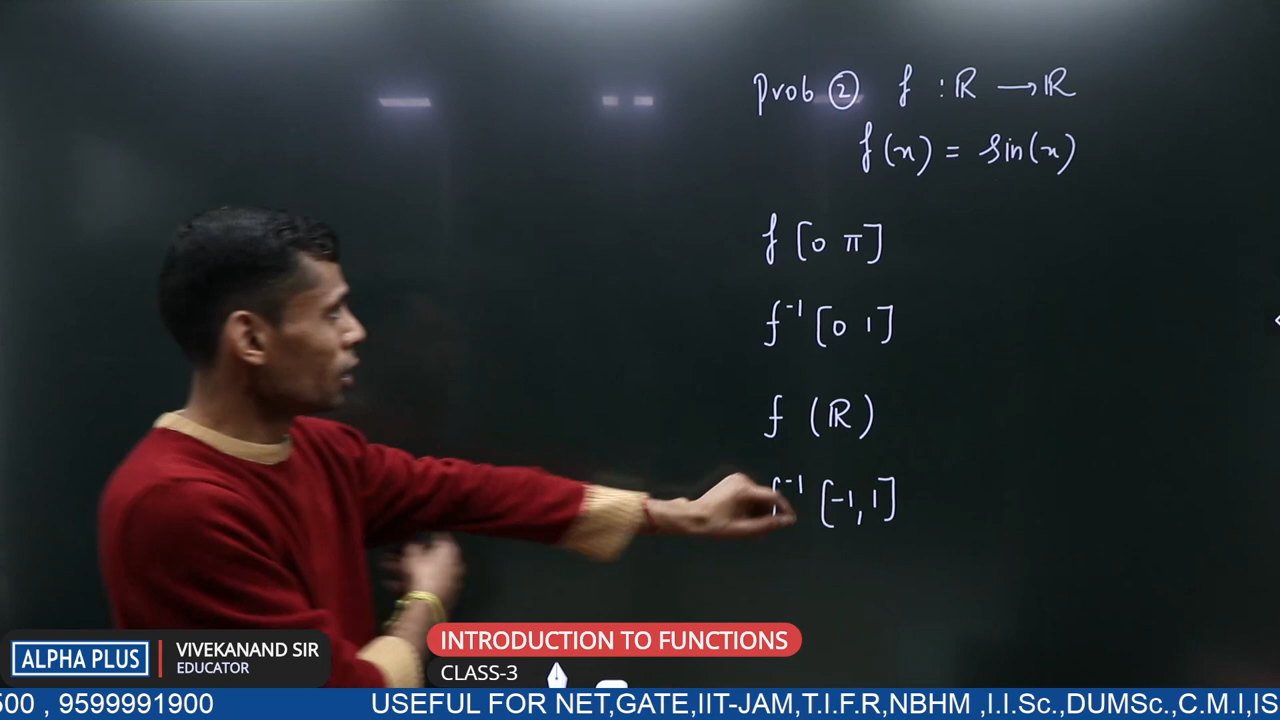 Prob ② f : ℝ → ℝ
f(x) = Sin(x)
f [0 π]
f⁻¹ [0 1]
f (ℝ)
f⁻¹ [-1, 1]
ALPHA PLUS
VIVEKANAND SIR
EDUCATOR
INTRODUCTION TO FUNCTIONS
CLASS-3
500 , 9599991900 USEFUL FOR NET,GATE,IIT-JAM,T.I.F.R,NBHM ,I.I.Sc.,DUMSc.,C.M.I,IS